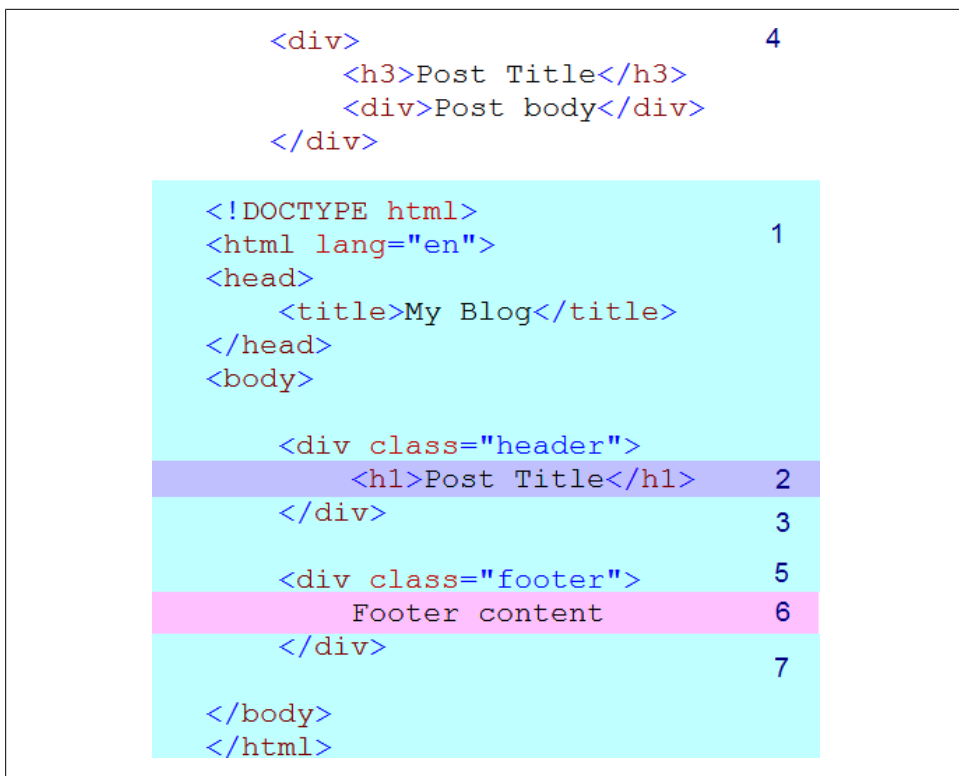 <div> 4
<h3>Post Title</h3>
<div>Post body</div>
</div>
<!DOCTYPE html>
<html lang="en"> 1
<head>
<title>My Blog</title>
</head>
<body>
<div class="header">
<h1>Post Title</h1> 2
</div> 3
<div class="footer"> 5
Footer content 6
</div>
7
</body>
</html>